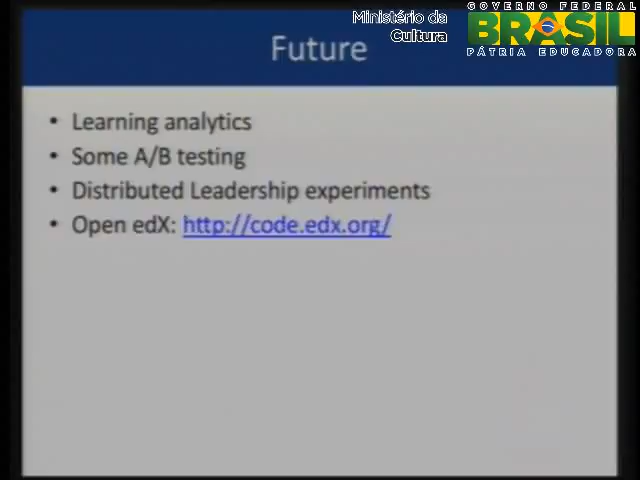 Ministério da
Cultura
GOVERNO FEDERAL
BRASIL
PÁTRIA EDUCADORA
Future
• Learning analytics
• Some A/B testing
• Distributed Leadership experiments
• Open edX: http://code.edx.org/